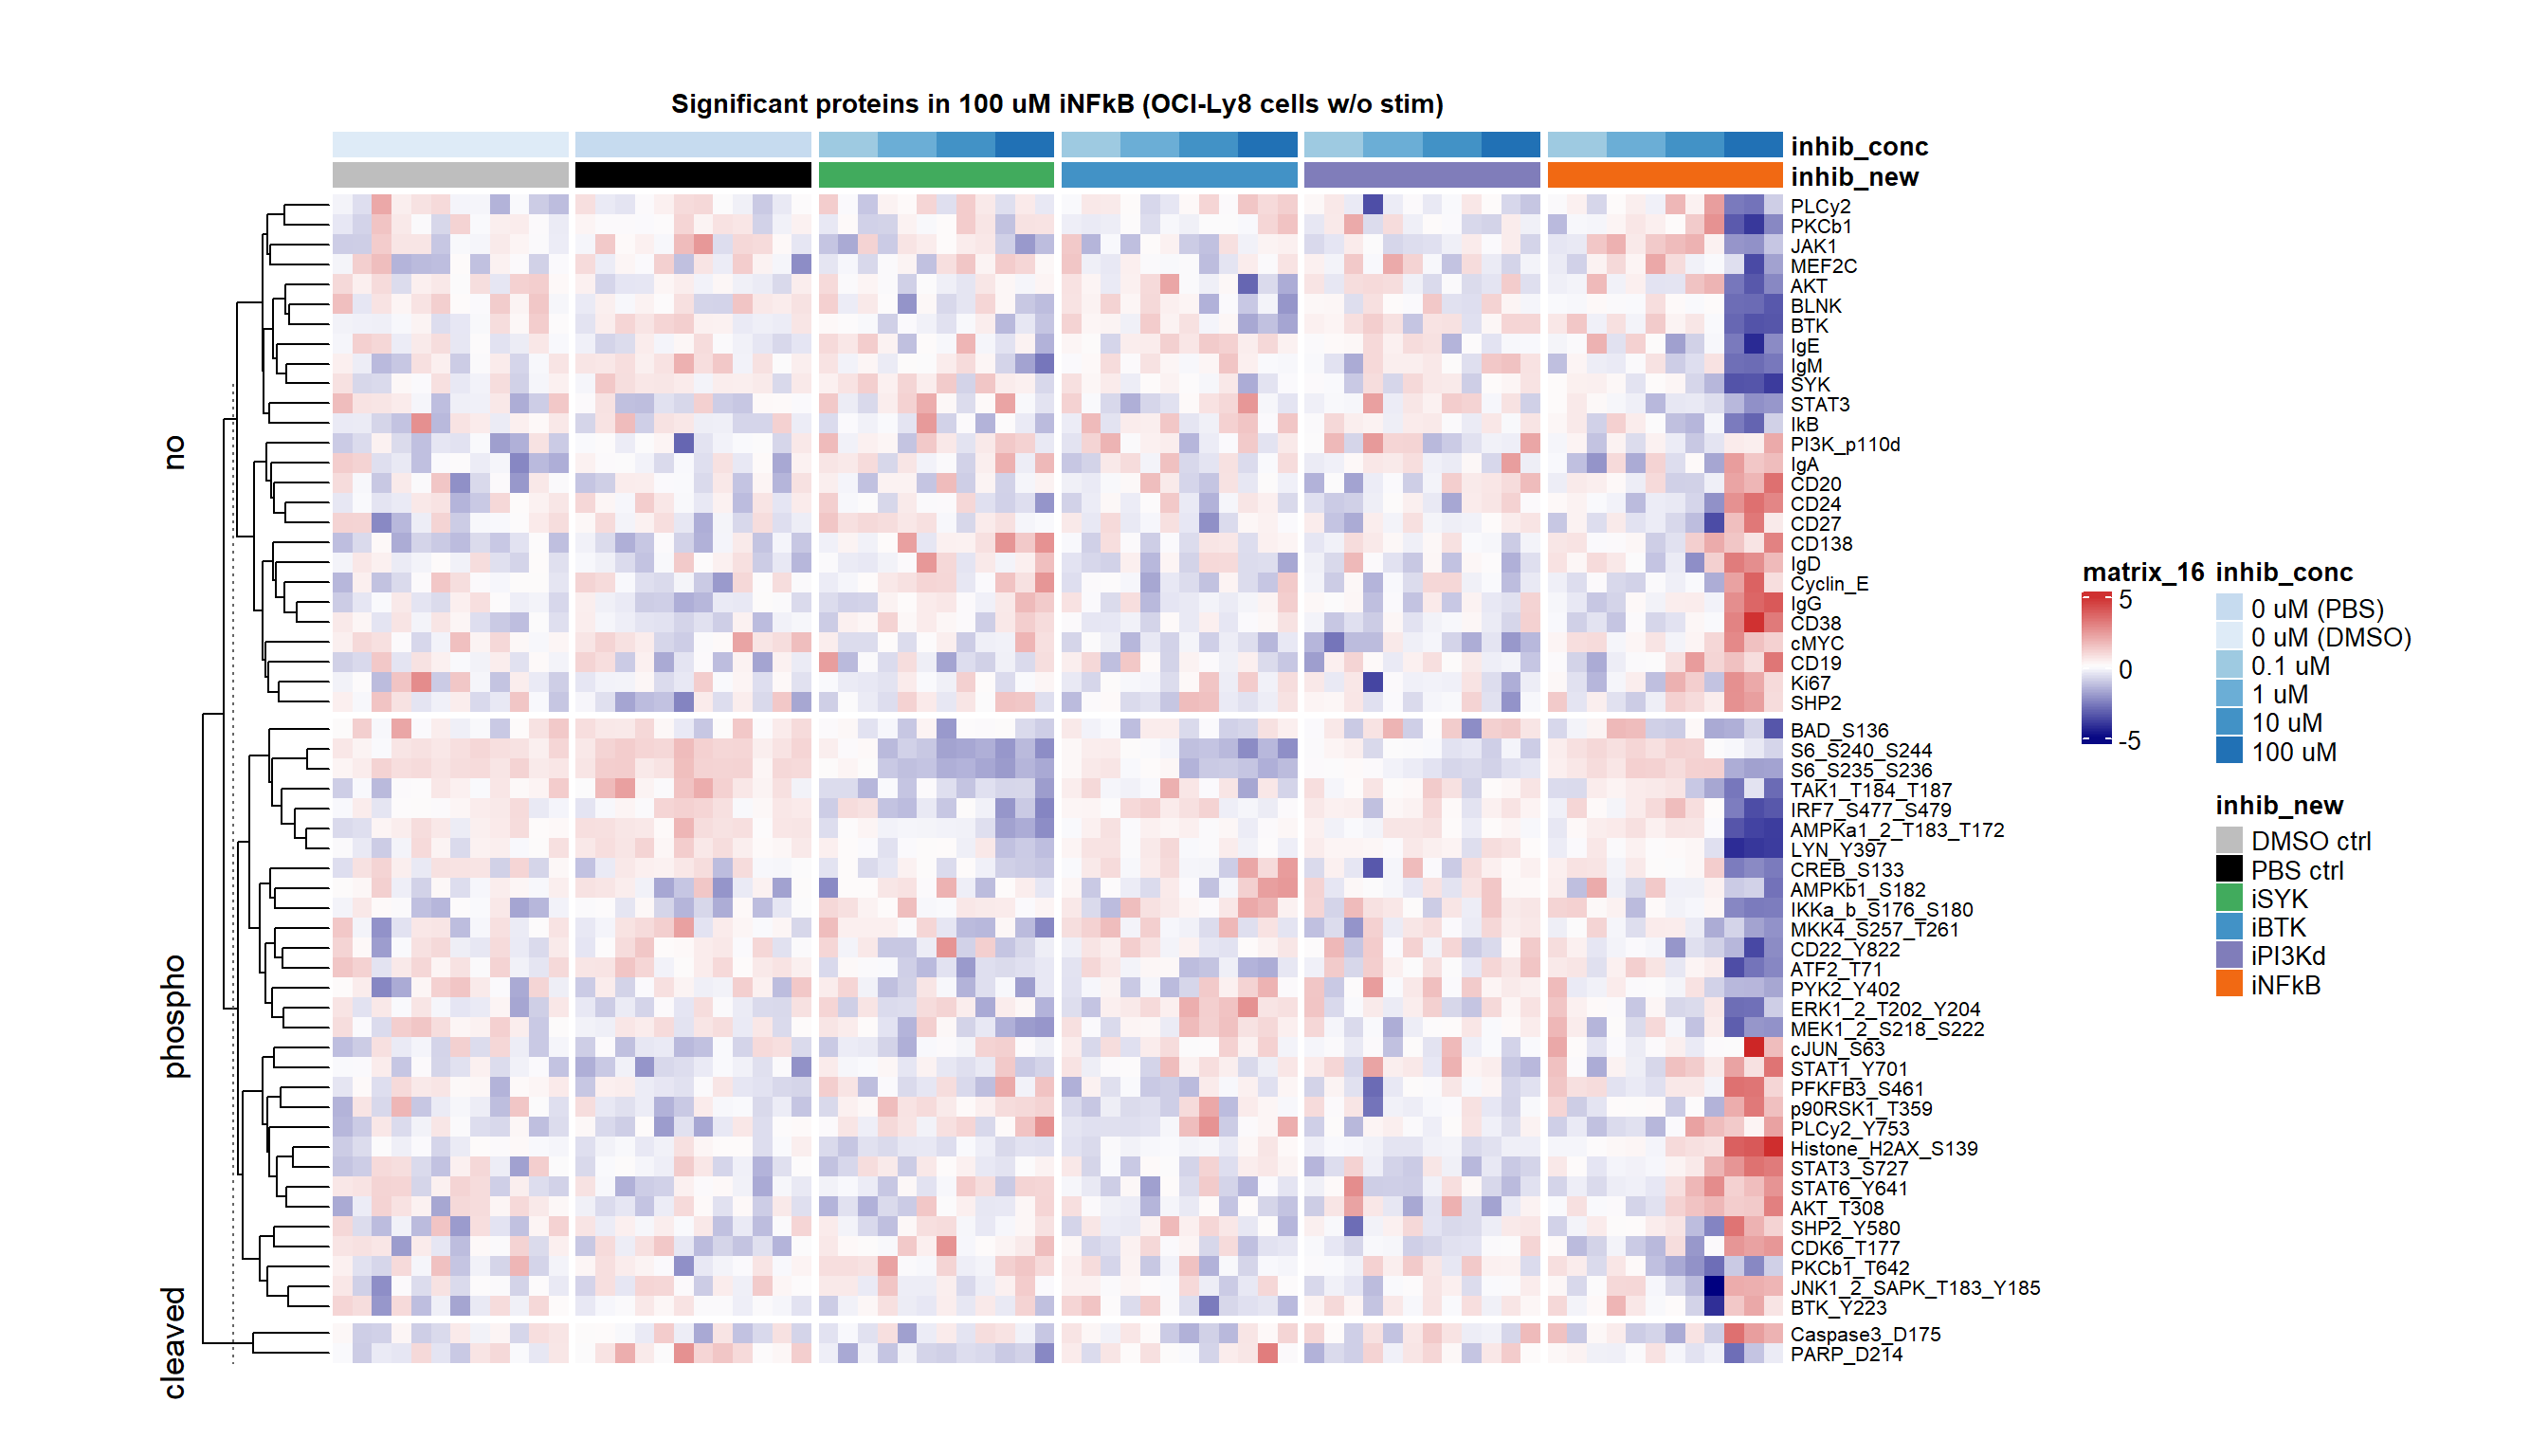 Significant proteins in 100 uM iNFkB (OCI-Ly8 cells w/o stim)
inhib_conc
inhib_new
no
PLCy2
PKCb1
JAK1
MEF2C
AKT
BLNK
BTK
IgE
IgM
SYK
STAT3
IkB
PI3K_p110d
IgA
CD20
CD24
CD27
CD138
IgD
Cyclin_E
IgG
CD38
cMYC
CD19
Ki67
SHP2
phospho
BAD_S136
S6_S240_S244
S6_S235_S236
TAK1_T184_T187
IRF7_S477_S479
AMPKa1_2_T183_T172
LYN_Y397
CREB_S133
AMPKb1_S182
IKKa_b_S176_S180
MKK4_S257_T261
CD22_Y822
ATF2_T71
PYK2_Y402
ERK1_2_T202_Y204
MEK1_2_S218_S222
cJUN_S63
STAT1_Y701
PFKFB3_S461
p90RSK1_T359
PLCy2_Y753
Histone_H2AX_S139
STAT3_S727
STAT6_Y641
AKT_T308
SHP2_Y580
CDK6_T177
PKCb1_T642
JNK1_2_SAPK_T183_Y185
BTK_Y223
cleaved
Caspase3_D175
PARP_D214
matrix_16
5
0
-5
inhib_conc
0 uM (PBS)
0 uM (DMSO)
0.1 uM
1 uM
10 uM
100 uM
inhib_new
DMSO ctrl
PBS ctrl
iSYK
iBTK
iPI3Kd
iNFkB